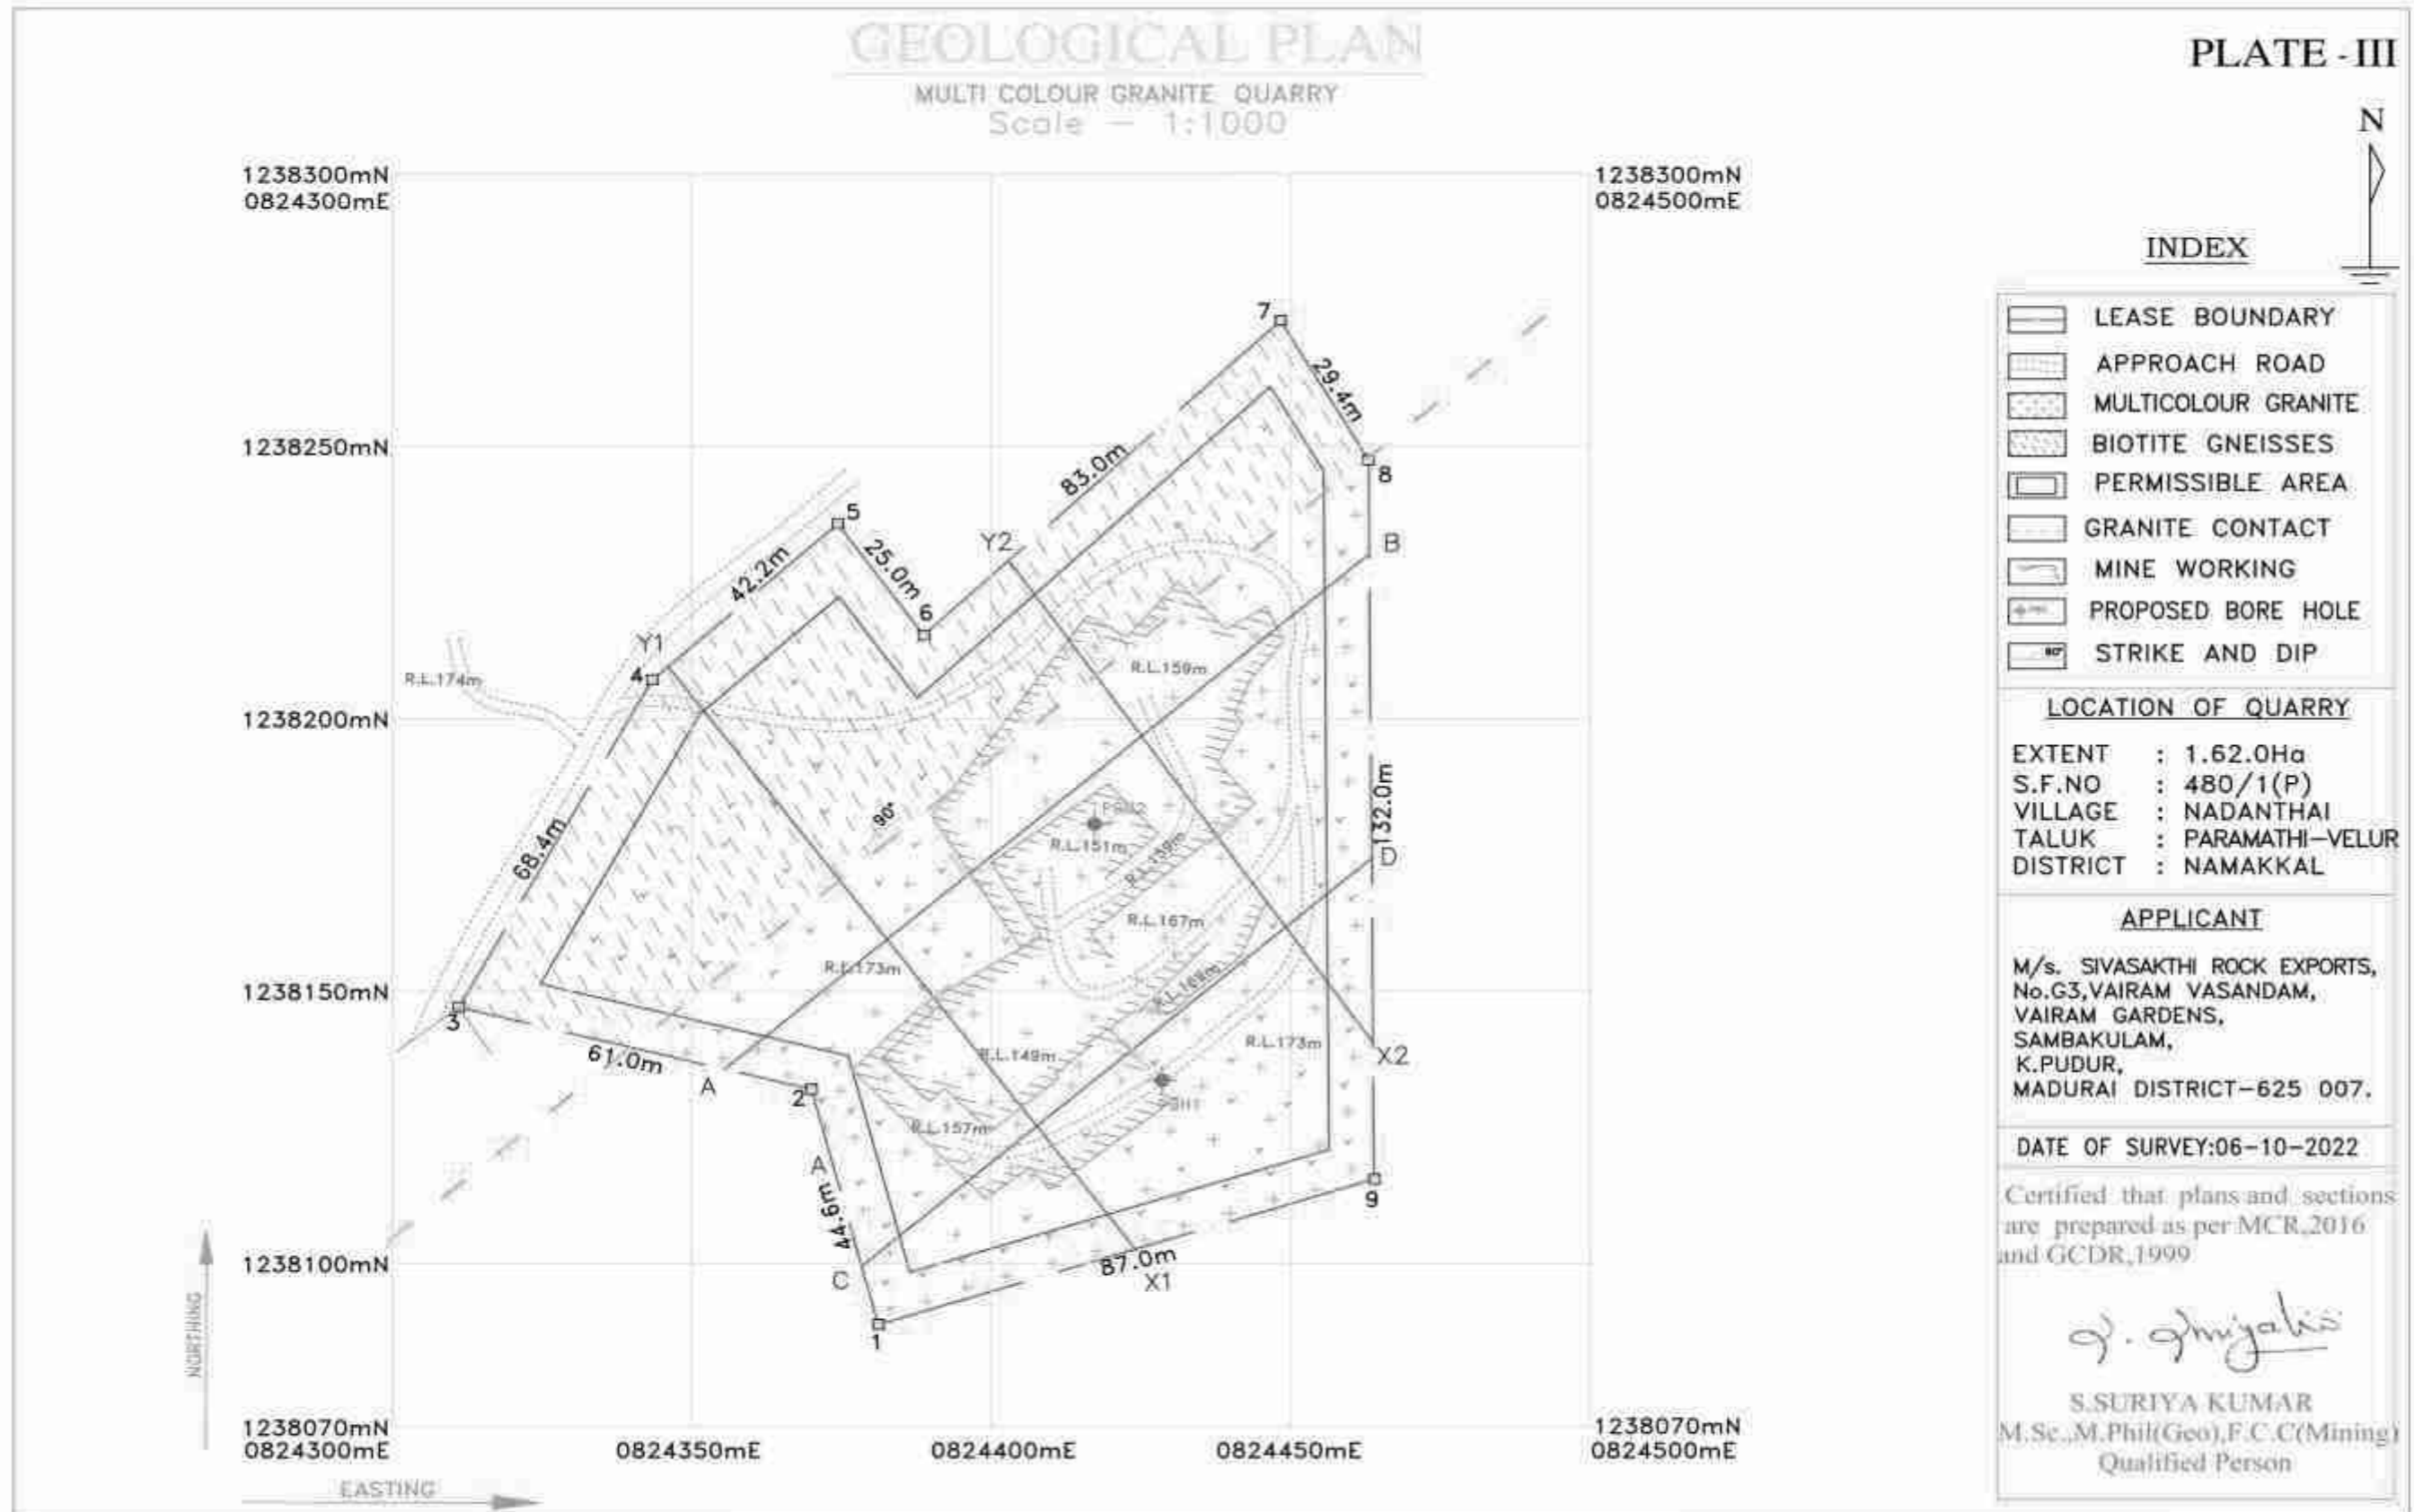 GEOLOGICAL PLAN
MULTI COLOUR GRANITE QUARRY
Scale - 1:1000
PLATE - III
N
1238300mN
0824300mE
1238300mN
0824500mE
1238250mN
1238200mN
1238150mN
1238100mN
1238070mN
0824300mE
0824350mE
0824400mE
0824450mE
1238070mN
0824500mE
NORTHING
EASTING
7
29.4m
8
83.0m
B
5
42.2m
25.0m
Y2
6
Y1
4
R.L.174m
R.L.159m
132.0m
90°
R.L.151m
R.L.159m
D
68.4m
R.L.167m
R.L.173m
R.L.168m
3
61.0m
A
2
R.L.149m
R.L.173m
X2
R.L.157m
A
44.6m
9
C
87.0m
X1
1
INDEX
LEASE BOUNDARY
APPROACH ROAD
MULTICOLOUR GRANITE
BIOTITE GNEISSES
PERMISSIBLE AREA
GRANITE CONTACT
MINE WORKING
PROPOSED BORE HOLE
90° STRIKE AND DIP
LOCATION OF QUARRY
EXTENT : 1.62.0Ha
S.F.NO : 480/1(P)
VILLAGE : NADANTHAI
TALUK : PARAMATHI-VELUR
DISTRICT : NAMAKKAL
APPLICANT
M/s. SIVASAKTHI ROCK EXPORTS,
No.G3,VAIRAM VASANDAM,
VAIRAM GARDENS,
SAMBAKULAM,
K.PUDUR,
MADURAI DISTRICT-625 007.
DATE OF SURVEY:06-10-2022
Certified that plans and sections
are prepared as per MCR,2016
and GCDR,1999
S.SURIYA KUMAR
M.Sc.,M.Phil(Geo),F.C.C(Mining)
Qualified Person